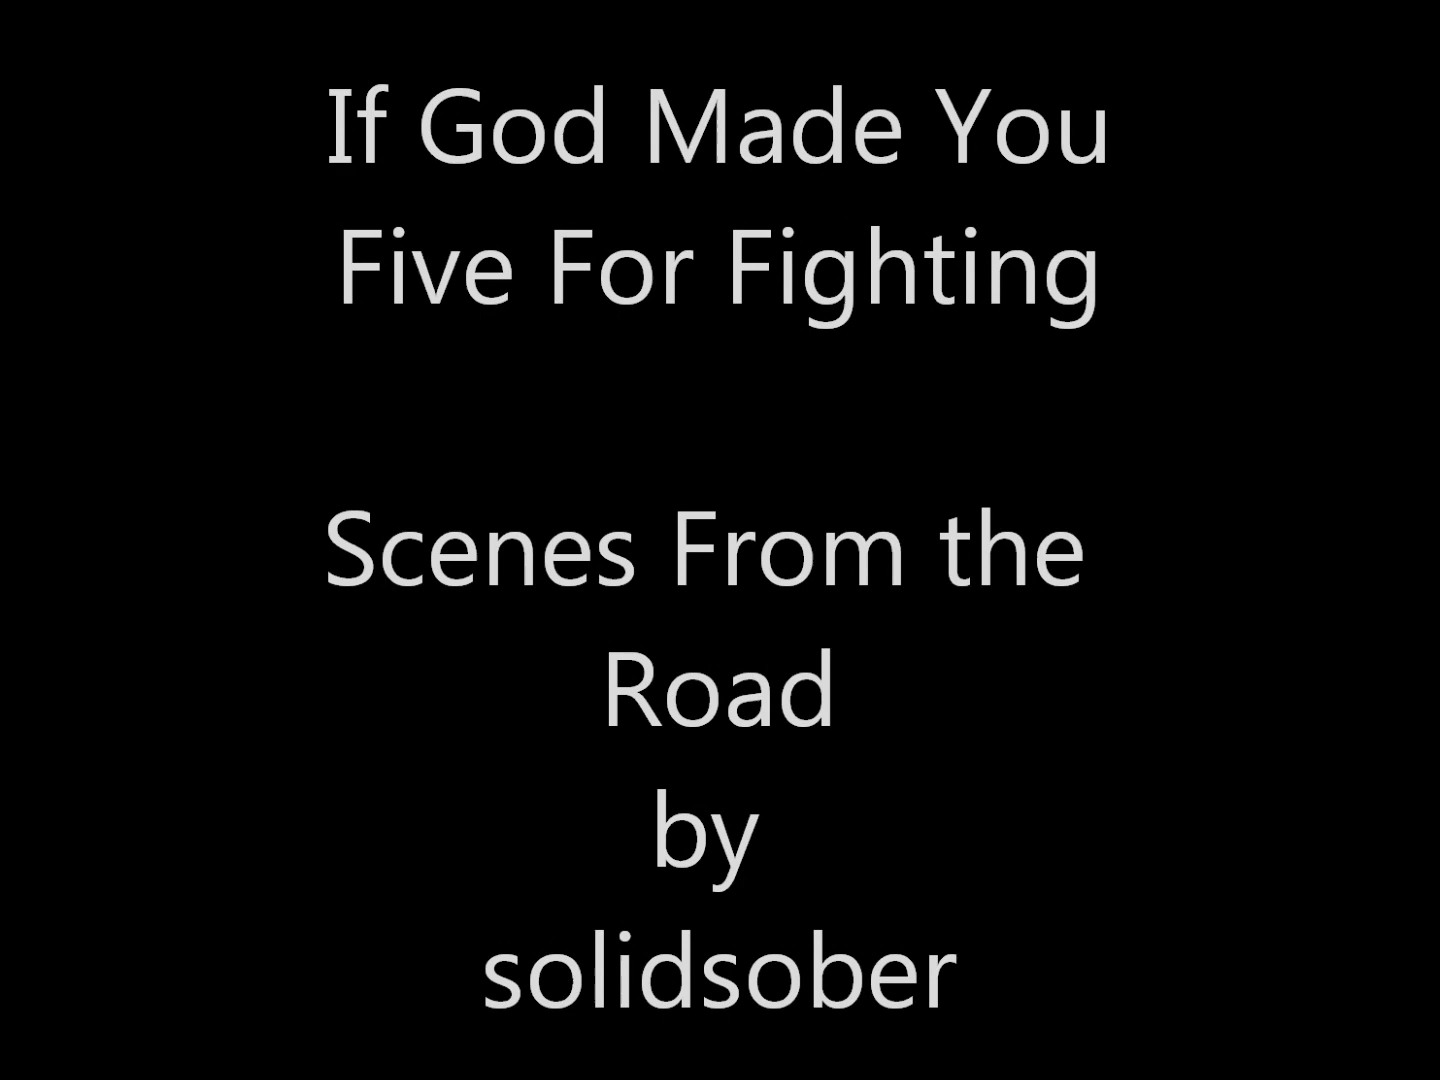 If God Made You
Five For Fighting
Scenes From the
Road
by
solidsober